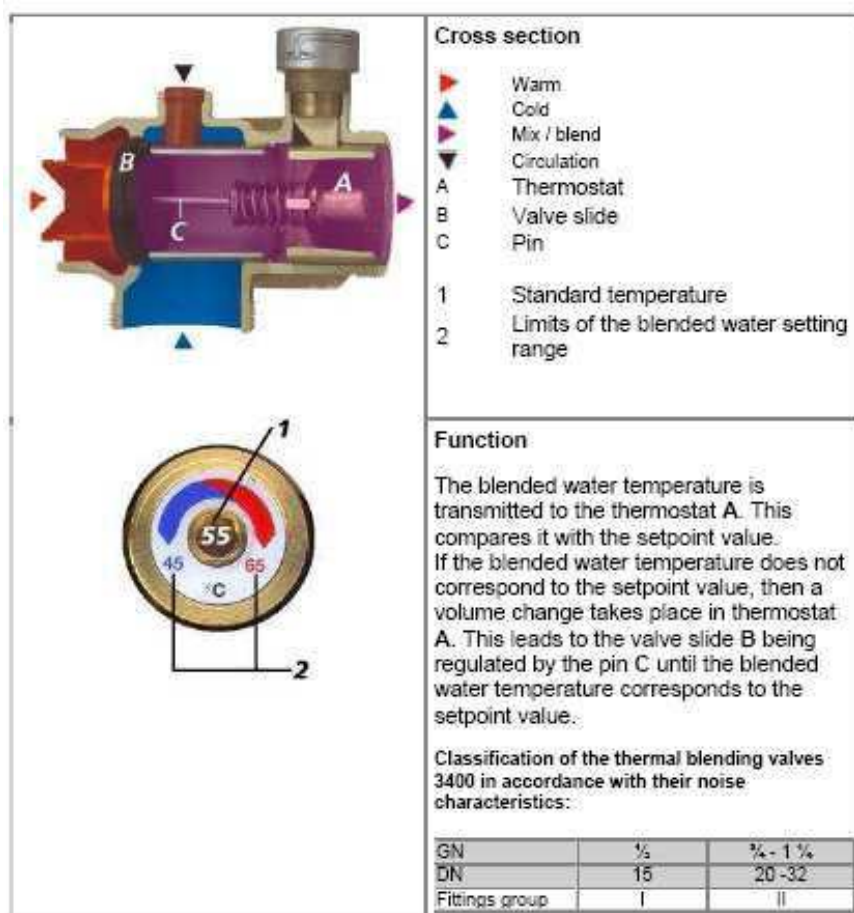 Cross section
Warm
Cold
Mix / blend
Circulation
A Thermostat
B Valve slide
C Pin
1 Standard temperature
2 Limits of the blended water setting
range
B
A
C
1
55
45 65
°C
2
Function
The blended water temperature is
transmitted to the thermostat A. This
compares it with the setpoint value.
If the blended water temperature does not
correspond to the setpoint value, then a
volume change takes place in thermostat
A. This leads to the valve slide B being
regulated by the pin C until the blended
water temperature corresponds to the
setpoint value.
Classification of the thermal blending valves
3400 in accordance with their noise
characteristics:
GN ½ ¾ - 1 ¼
DN 15 20 -32
Fittings group I II